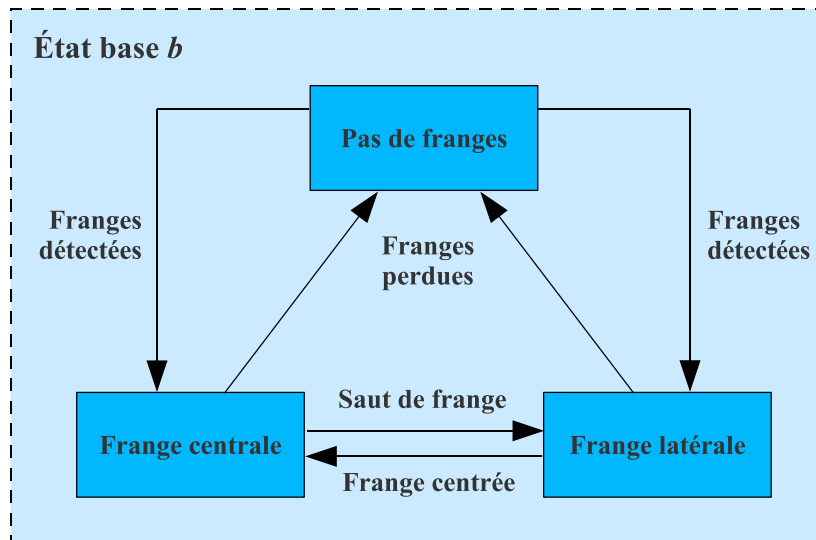 État base b
Pas de franges
Franges
détectées
Franges
perdues
Franges
détectées
Saut de frange
Frange centrale
Frange latérale
Frange centrée